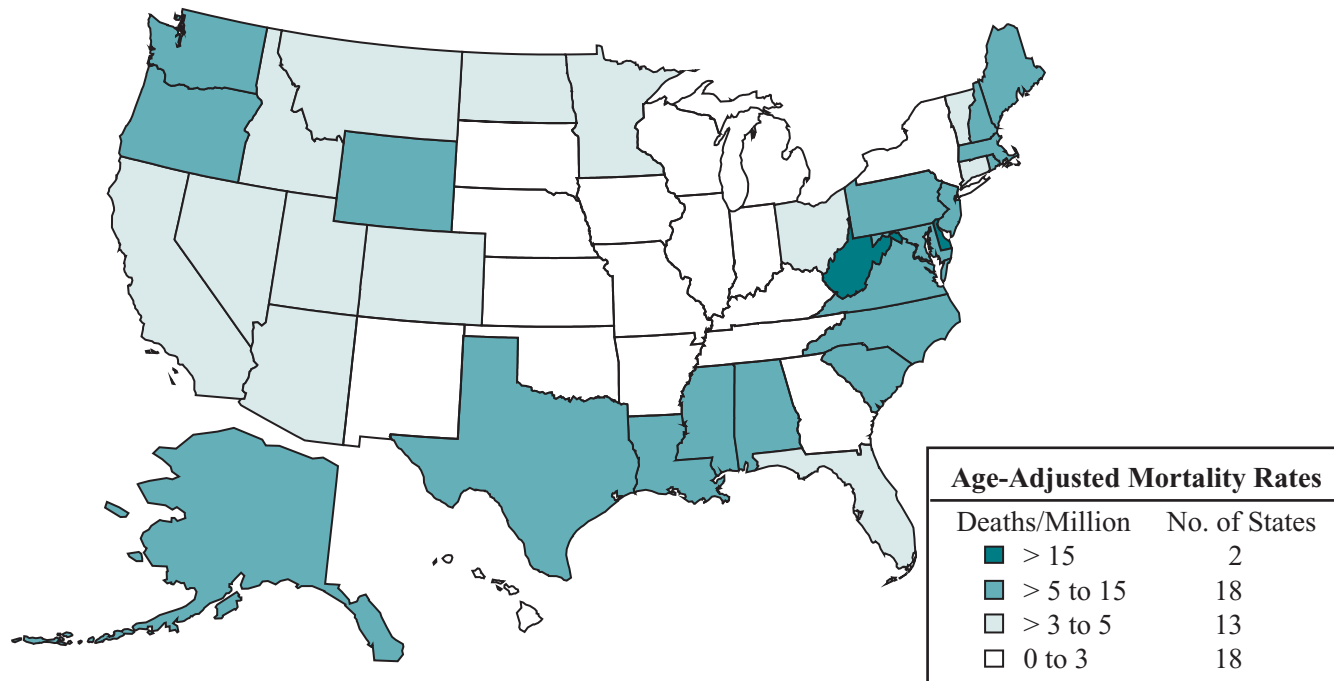 Age-Adjusted Mortality Rates
Deaths/Million No. of States
> 15 2
> 5 to 15 18
> 3 to 5 13
0 to 3 18